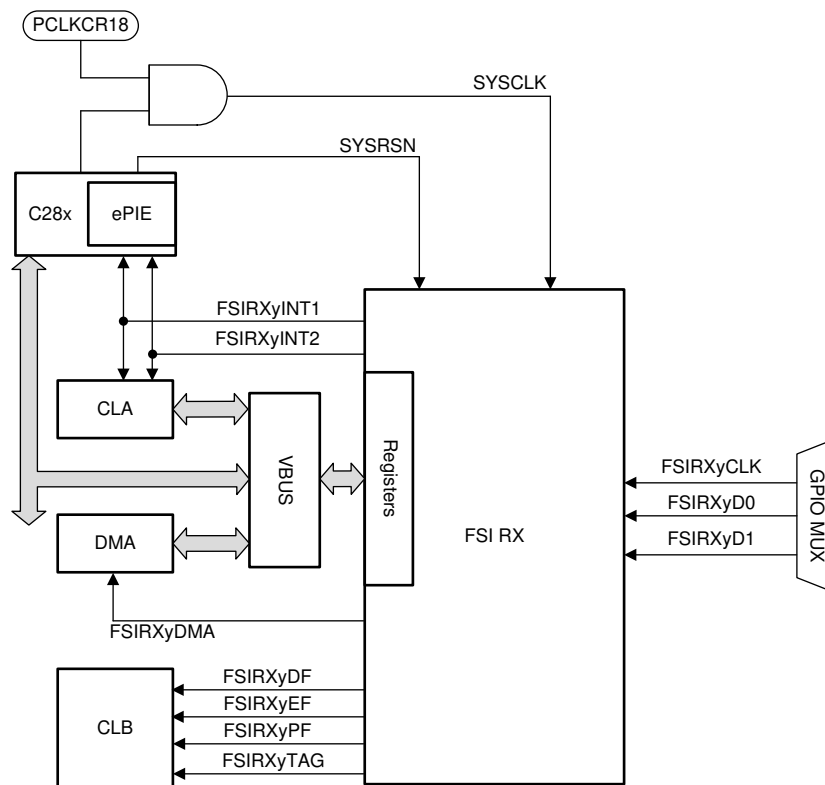 PCLKCR18
SYSCLK
SYSRSN
C28x
ePIE
FSIRXyINT1
FSIRXyINT2
CLA
VBUS
Registers
FSIRXyCLK
FSIRXyD0
FSIRXyD1
GPIO MUX
FSI RX
DMA
FSIRXyDMA
FSIRXyDF
FSIRXyEF
FSIRXyPF
FSIRXyTAG
CLB